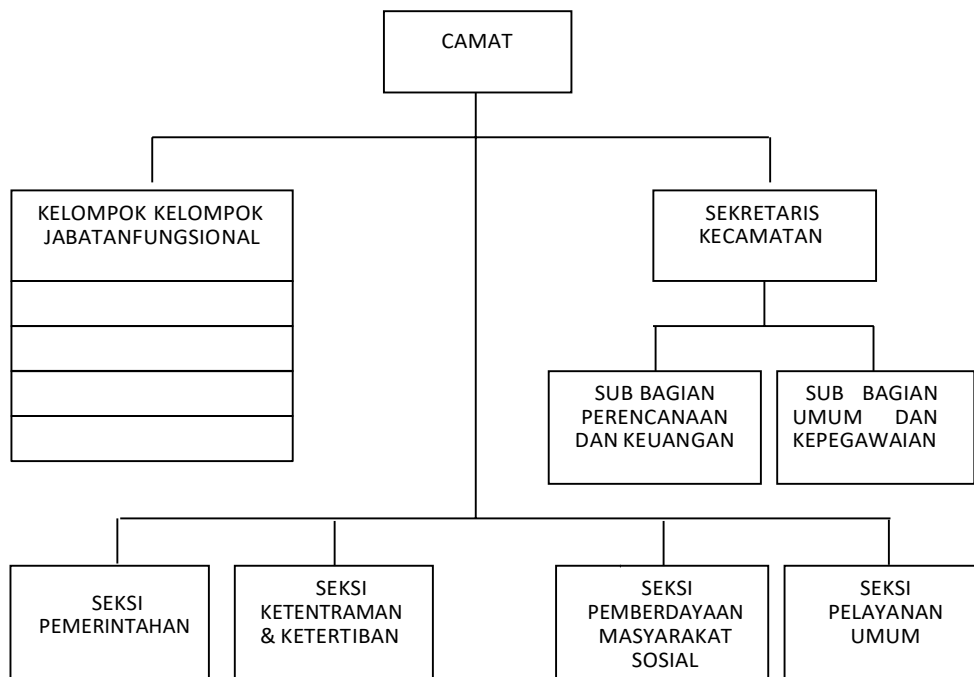 CAMAT
KELOMPOK KELOMPOK
JABATANFUNGSIONAL
SEKRETARIS
KECAMATAN
SUB BAGIAN
PERENCANAAN
DAN KEUANGAN
SUB BAGIAN
UMUM DAN
KEPEGAWAIAN
SEKSI
PEMERINTAHAN
SEKSI
KETENTRAMAN
& KETERTIBAN
SEKSI
PEMBERDAYAAN
MASYARAKAT
SOSIAL
SEKSI
PELAYANAN
UMUM